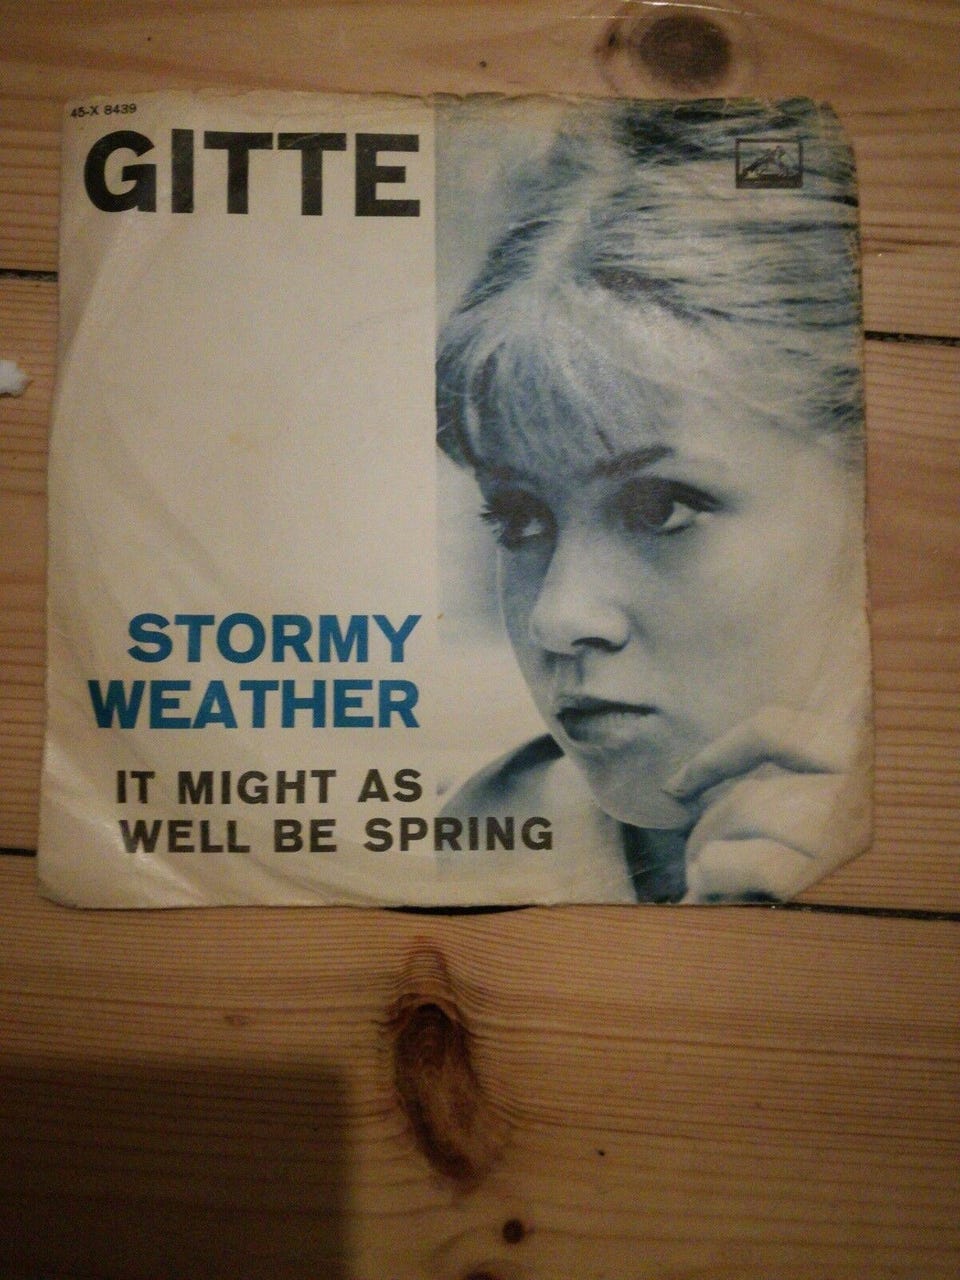 45-X 8439
GITTE
STORMY
WEATHER
IT MIGHT AS
WELL BE SPRING